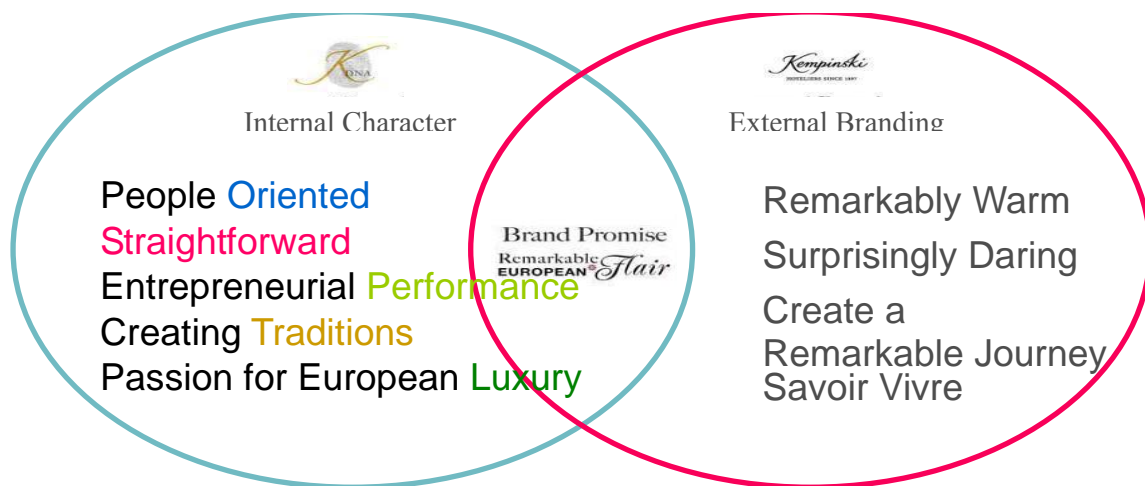 KDNA
Internal Character
People Oriented
Straightforward
Entrepreneurial Performance
Creating Traditions
Passion for European Luxury
Brand Promise
Remarkable
EUROPEAN Flair
Kempinski
HOTELIERS SINCE 1897
External Branding
Remarkably Warm
Surprisingly Daring
Create a
Remarkable Journey
Savoir Vivre